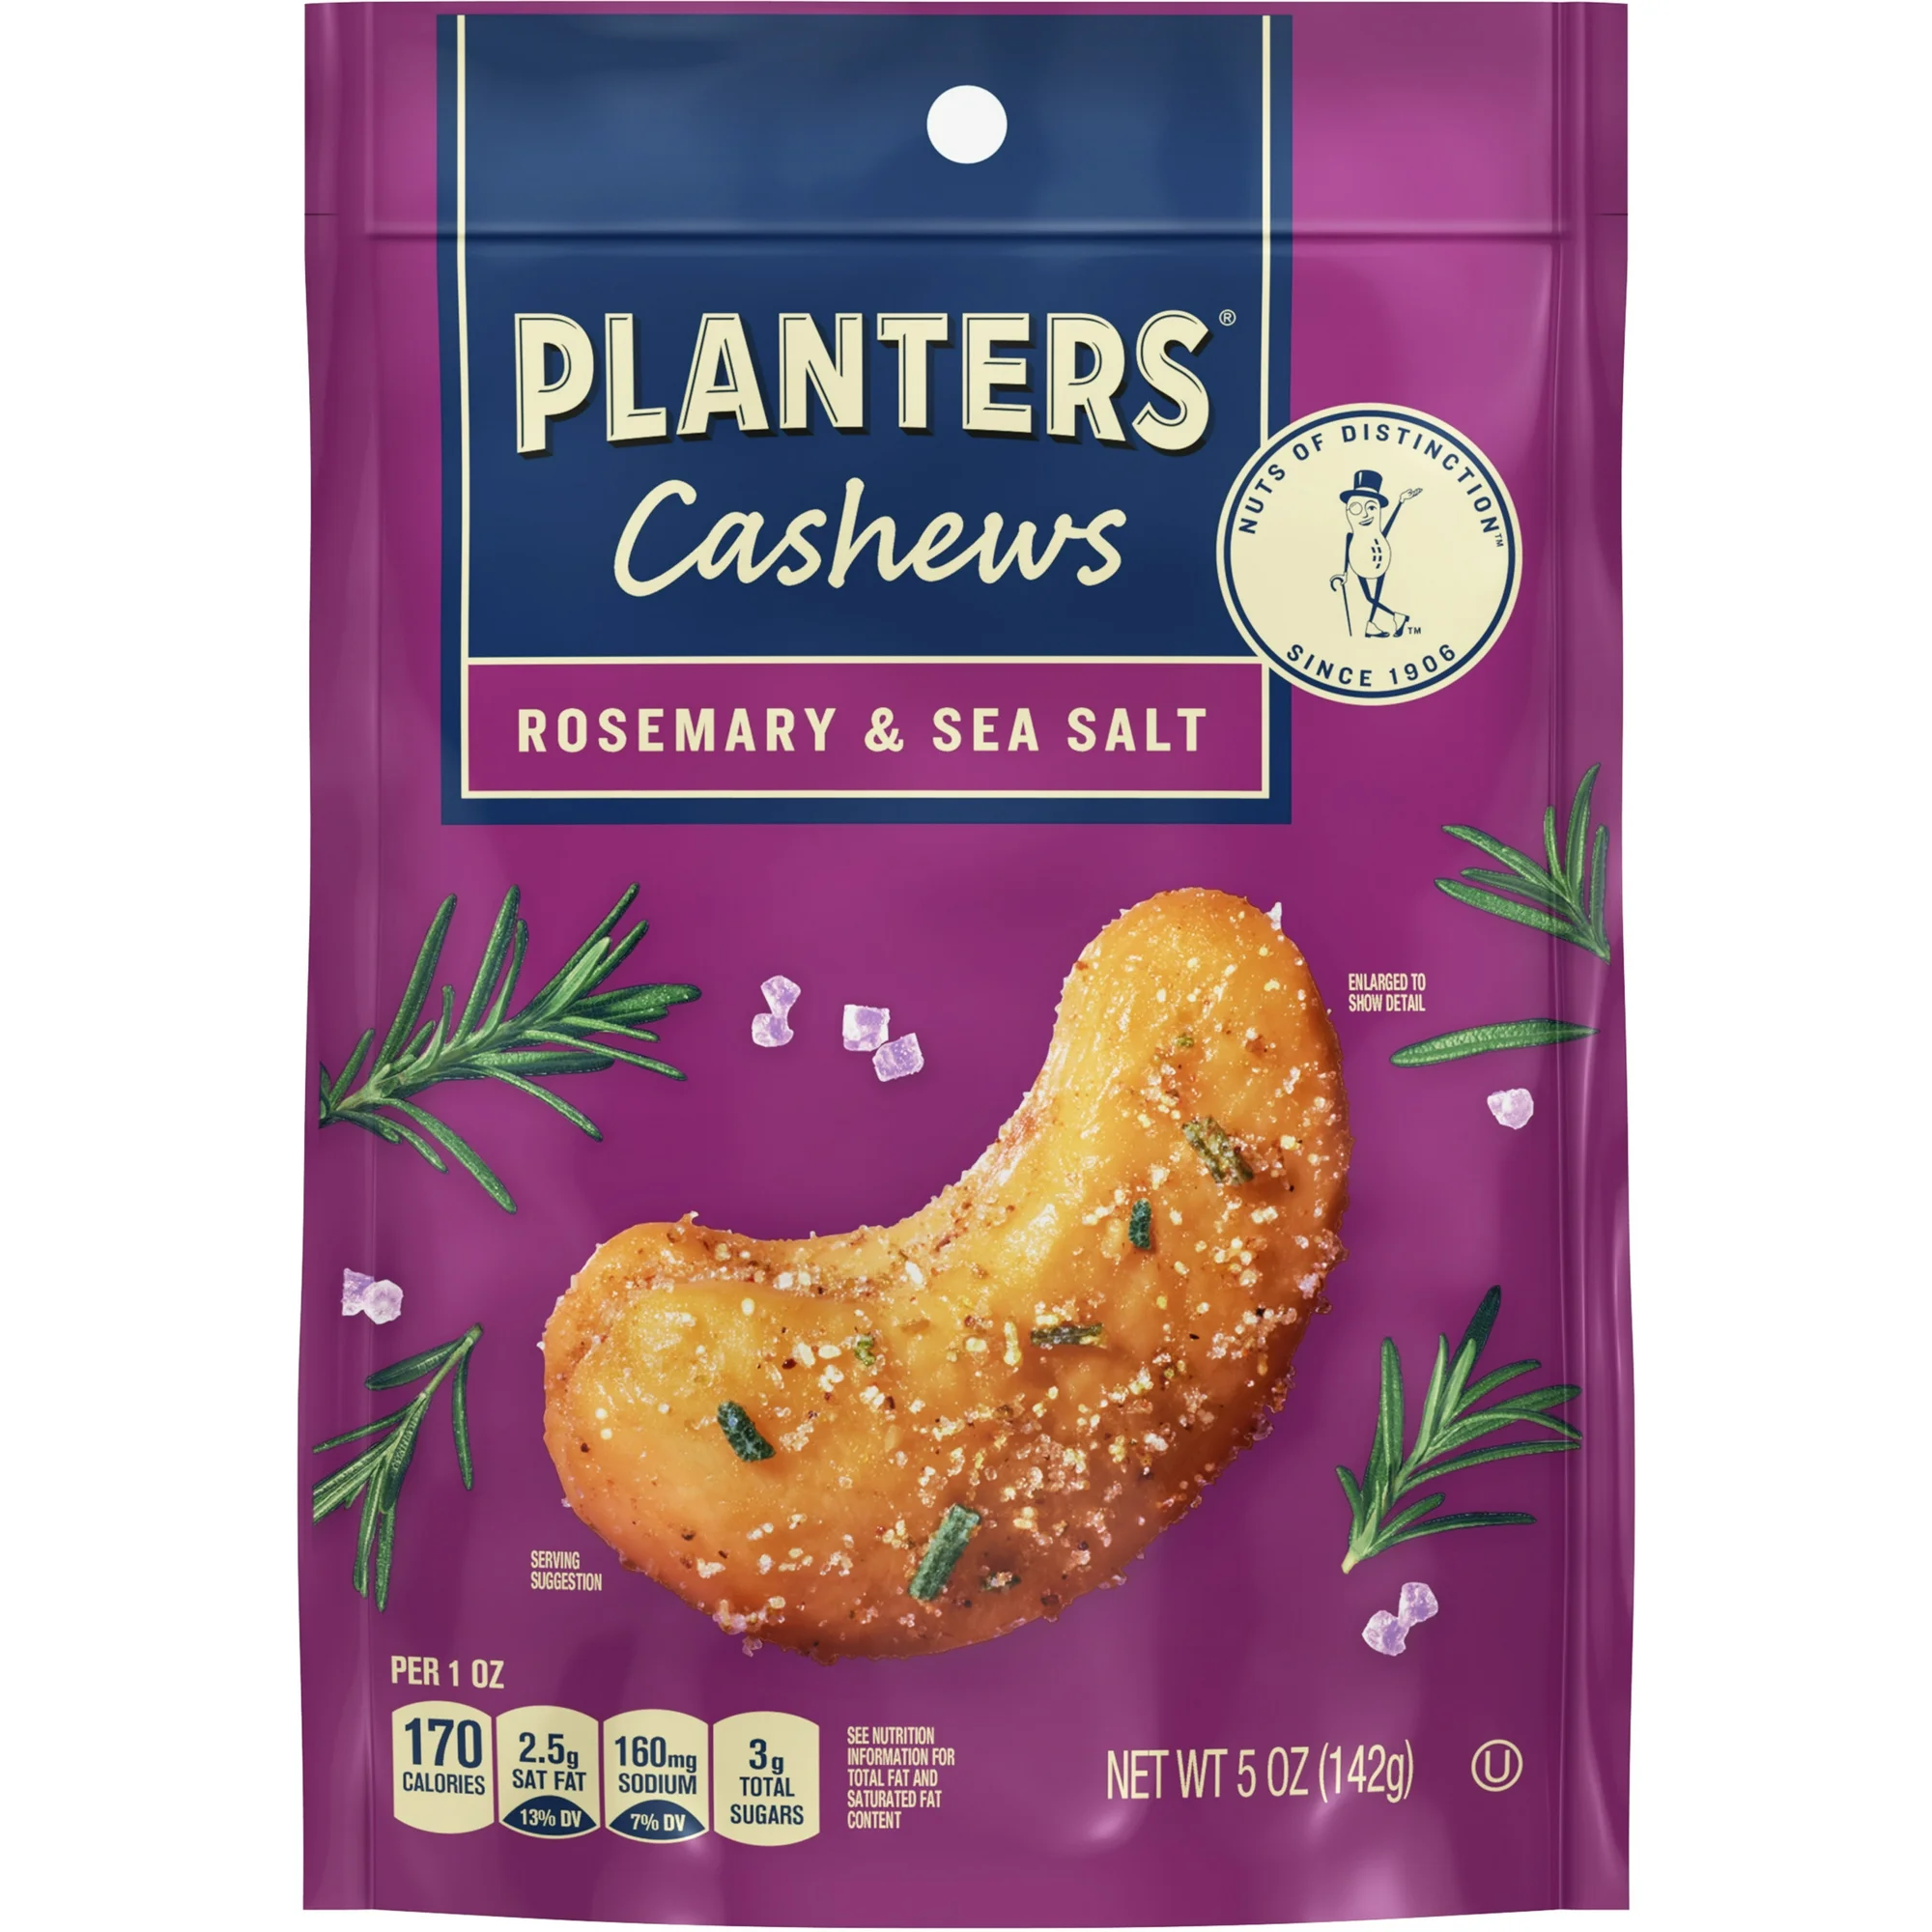 PLANTERS®
Cashews
NUTS OF DISTINCTION™
TM
SINCE 1906
ROSEMARY & SEA SALT
ENLARGED TO
SHOW DETAIL
SERVING
SUGGESTION
PER 1 OZ
170
CALORIES
2.5g
SAT FAT
13% DV
160mg
SODIUM
7% DV
3g
TOTAL
SUGARS
SEE NUTRITION
INFORMATION FOR
TOTAL FAT AND
SATURATED FAT
CONTENT
NET WT 5 OZ (142g)
U